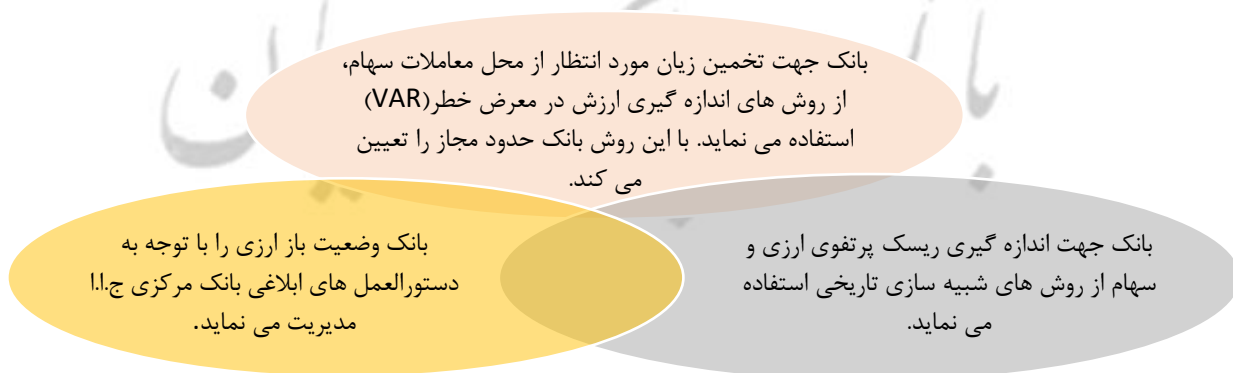 بانک جهت تخمین زیان مورد انتظار از محل معاملات سهام،
از روش های اندازه گیری ارزش در معرض خطر(VAR)
استفاده می نماید. با این روش بانک حدود مجاز را تعیین
می کند.
بانک جهت اندازه گیری ریسک پرتفوی ارزی و
سهام از روش های شبیه سازی تاریخی استفاده
می نماید.
بانک وضعیت باز ارزی را با توجه به
دستورالعمل های ابلاغی بانک مرکزی ج.ا.ا
مدیریت می نماید.